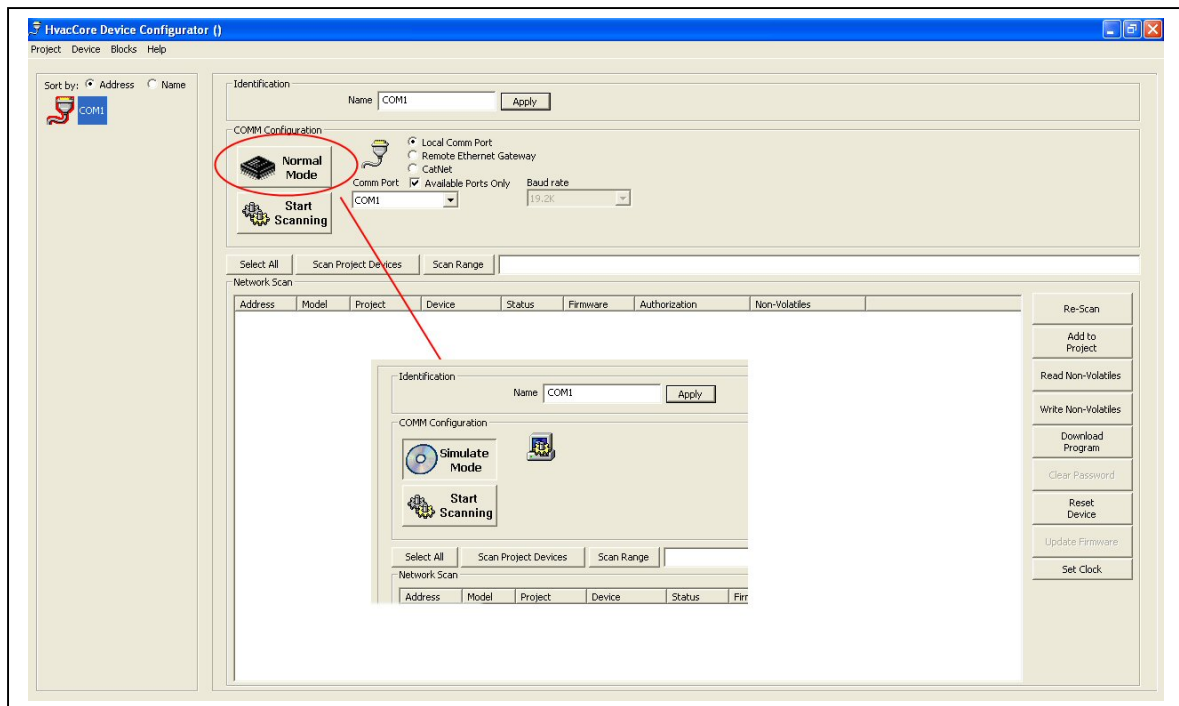 HvacCore Device Configurator ()
Project Device Blocks Help
Sort by: Address Name
COM1
Identification
Name COM1 Apply
COMM Configuration
Normal
Mode
Local Comm Port
Remote Ethernet Gateway
CatNet
Comm Port Available Ports Only Baud rate
COM1 19.2K
Start
Scanning
Select All Scan Project Devices Scan Range
Network Scan
Address Model Project Device Status Firmware Authorization Non-Volatiles
Re-Scan
Add to
Project
Read Non-Volatiles
Write Non-Volatiles
Download
Program
Clear Password
Reset
Device
Update Firmware
Set Clock
Identification
Name COM1 Apply
COMM Configuration
Simulate
Mode
Start
Scanning
Select All Scan Project Devices Scan Range
Network Scan
Address Model Project Device Status Firr